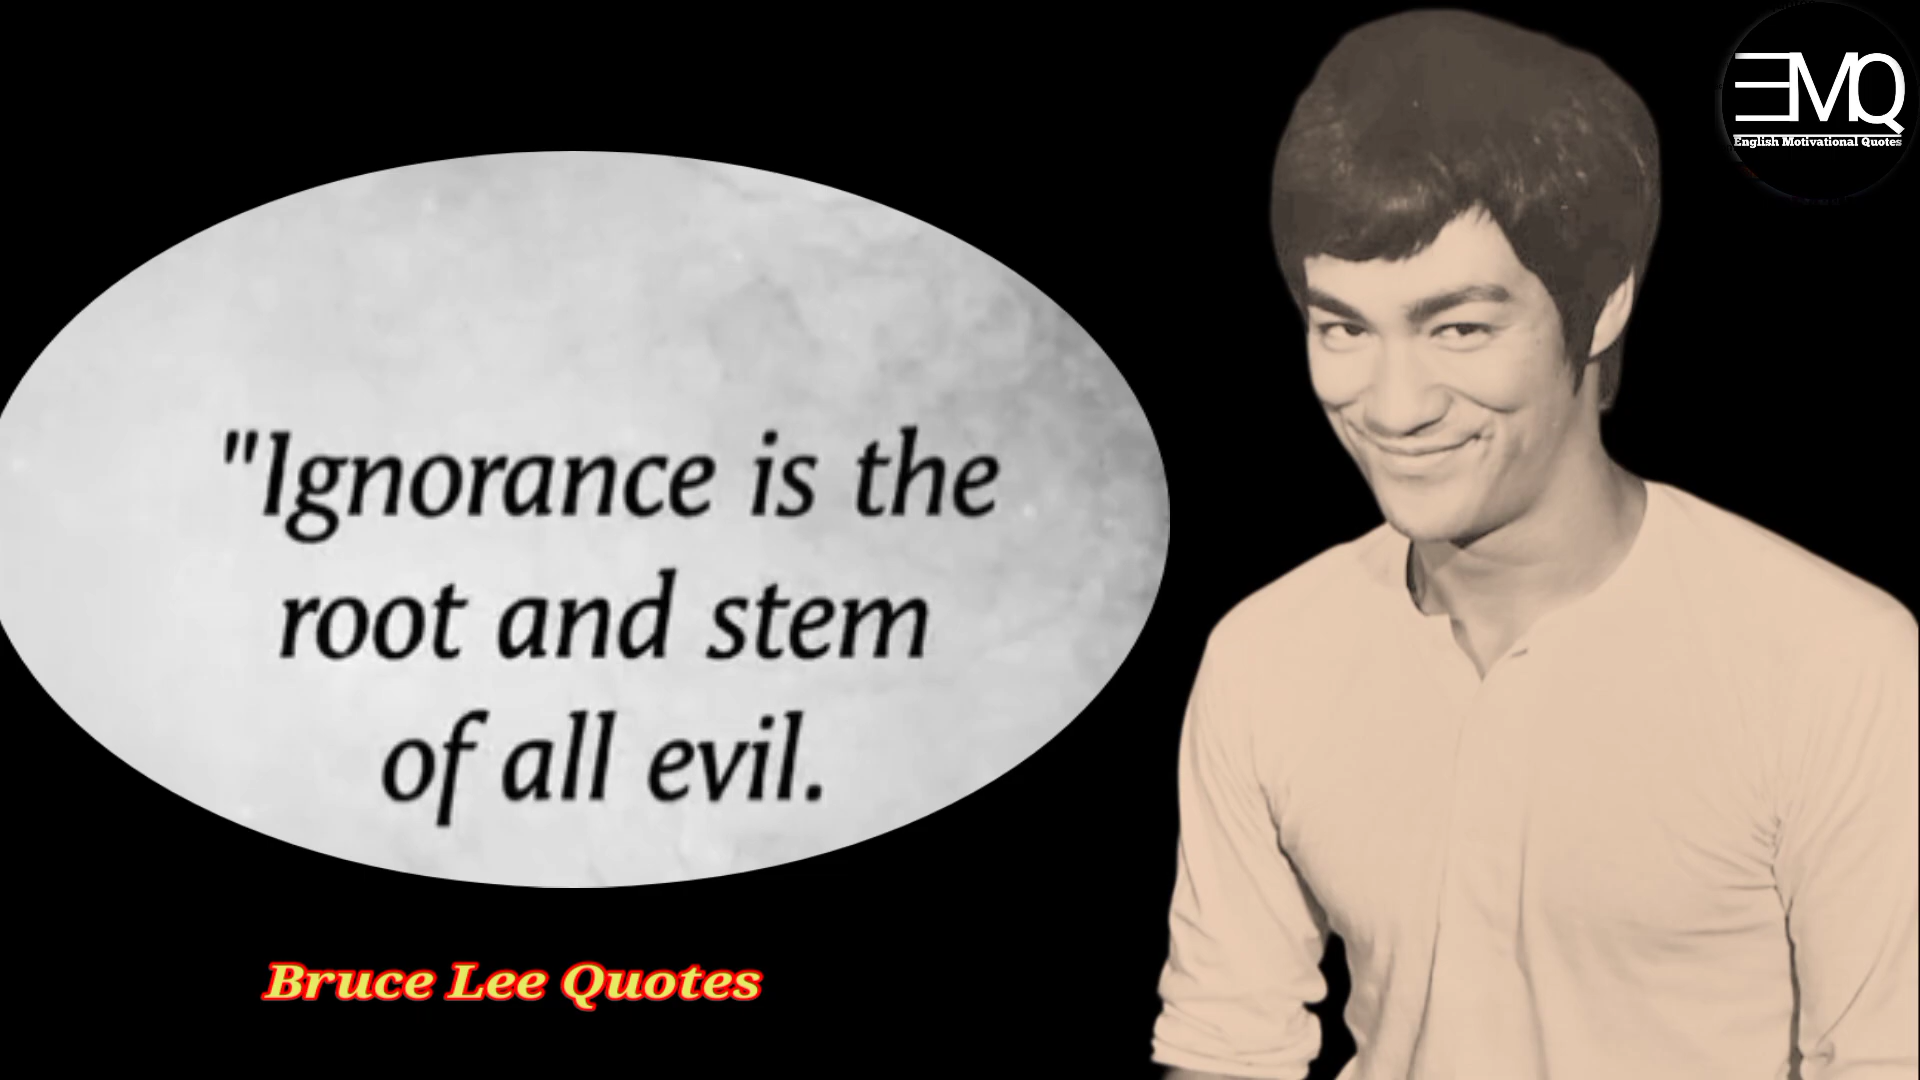 EMQ
English Motivational Quotes
"Ignorance is the
root and stem
of all evil.
Bruce Lee Quotes